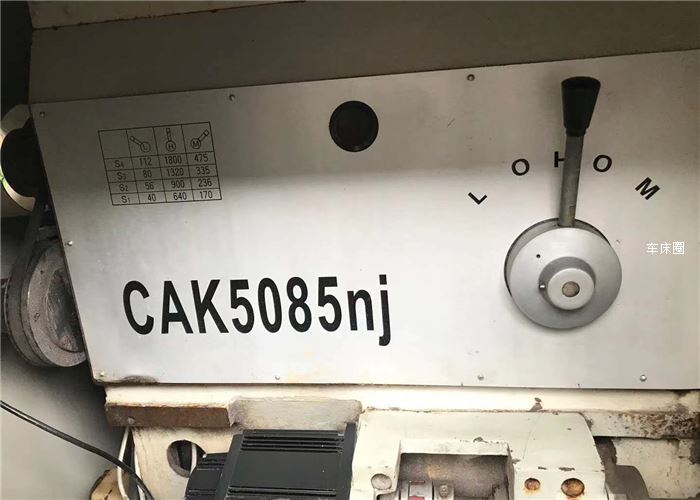 L H M
S4 112 1800 475
S3 80 1320 335
S2 56 900 236
S1 40 640 170
L O H O M
车床圈
CAK5085nj